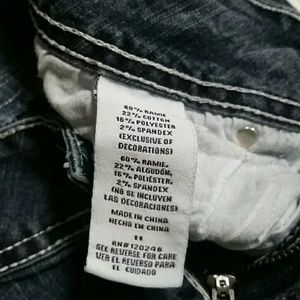 60% RAMIE
22% COTTON
16% POLYESTER
2% SPANDEX
(EXCLUSIVE OF
DECORATIONS)
60% RAMIE,
22% ALGODÓN,
16% POLIÉSTER,
2% SPANDEX
(NO SE INCLUYEN
LAS DECORACIONES)
MADE IN CHINA
HECHO EN CHINA
11
RN#120246
SEE REVERSE FOR CARE
VER EL REVERSO PARA
EL CUIDADO